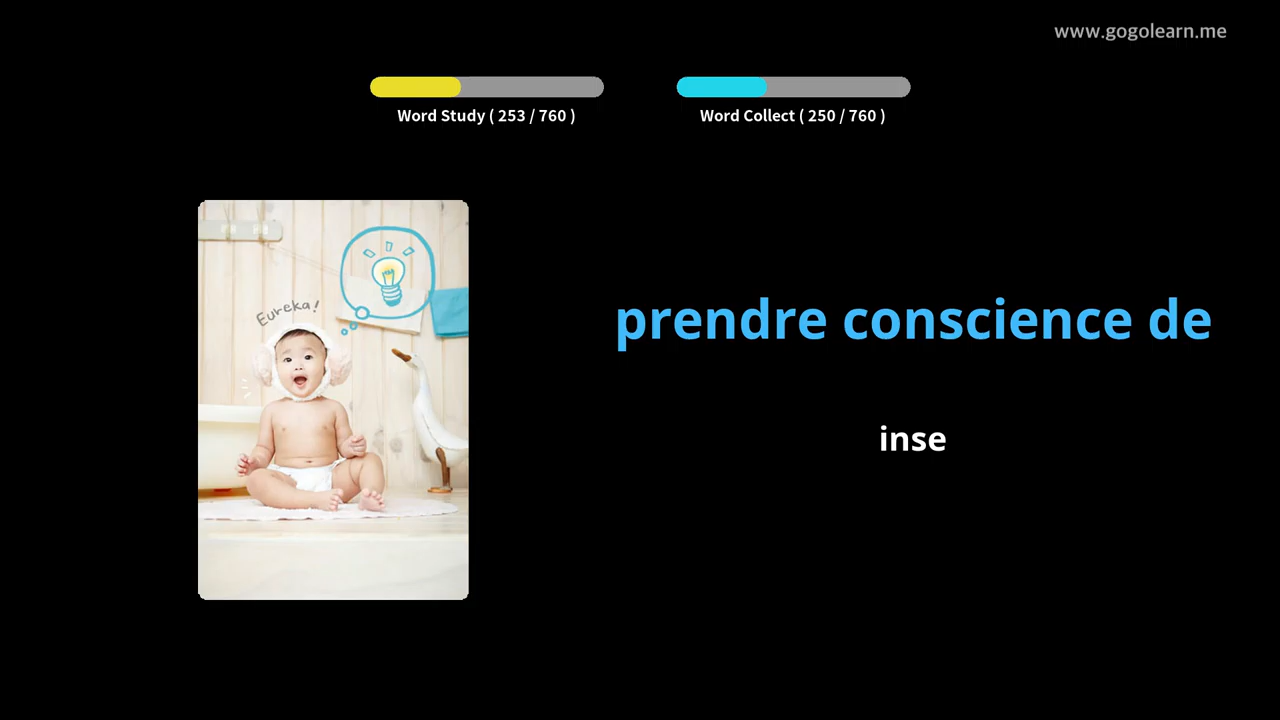 www.gogolearn.me
Word Study ( 253 / 760 )
Word Collect ( 250 / 760 )
Eureka!
prendre conscience de
inse